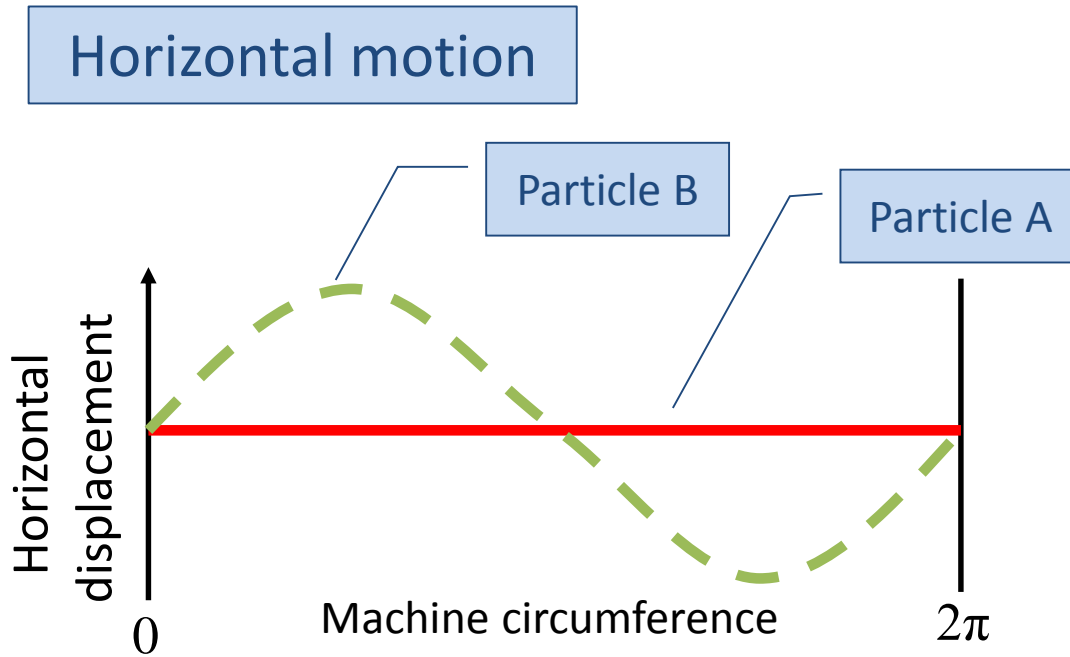 Horizontal motion
Particle B
Particle A
Horizontal
displacement
0
Machine circumference
2π